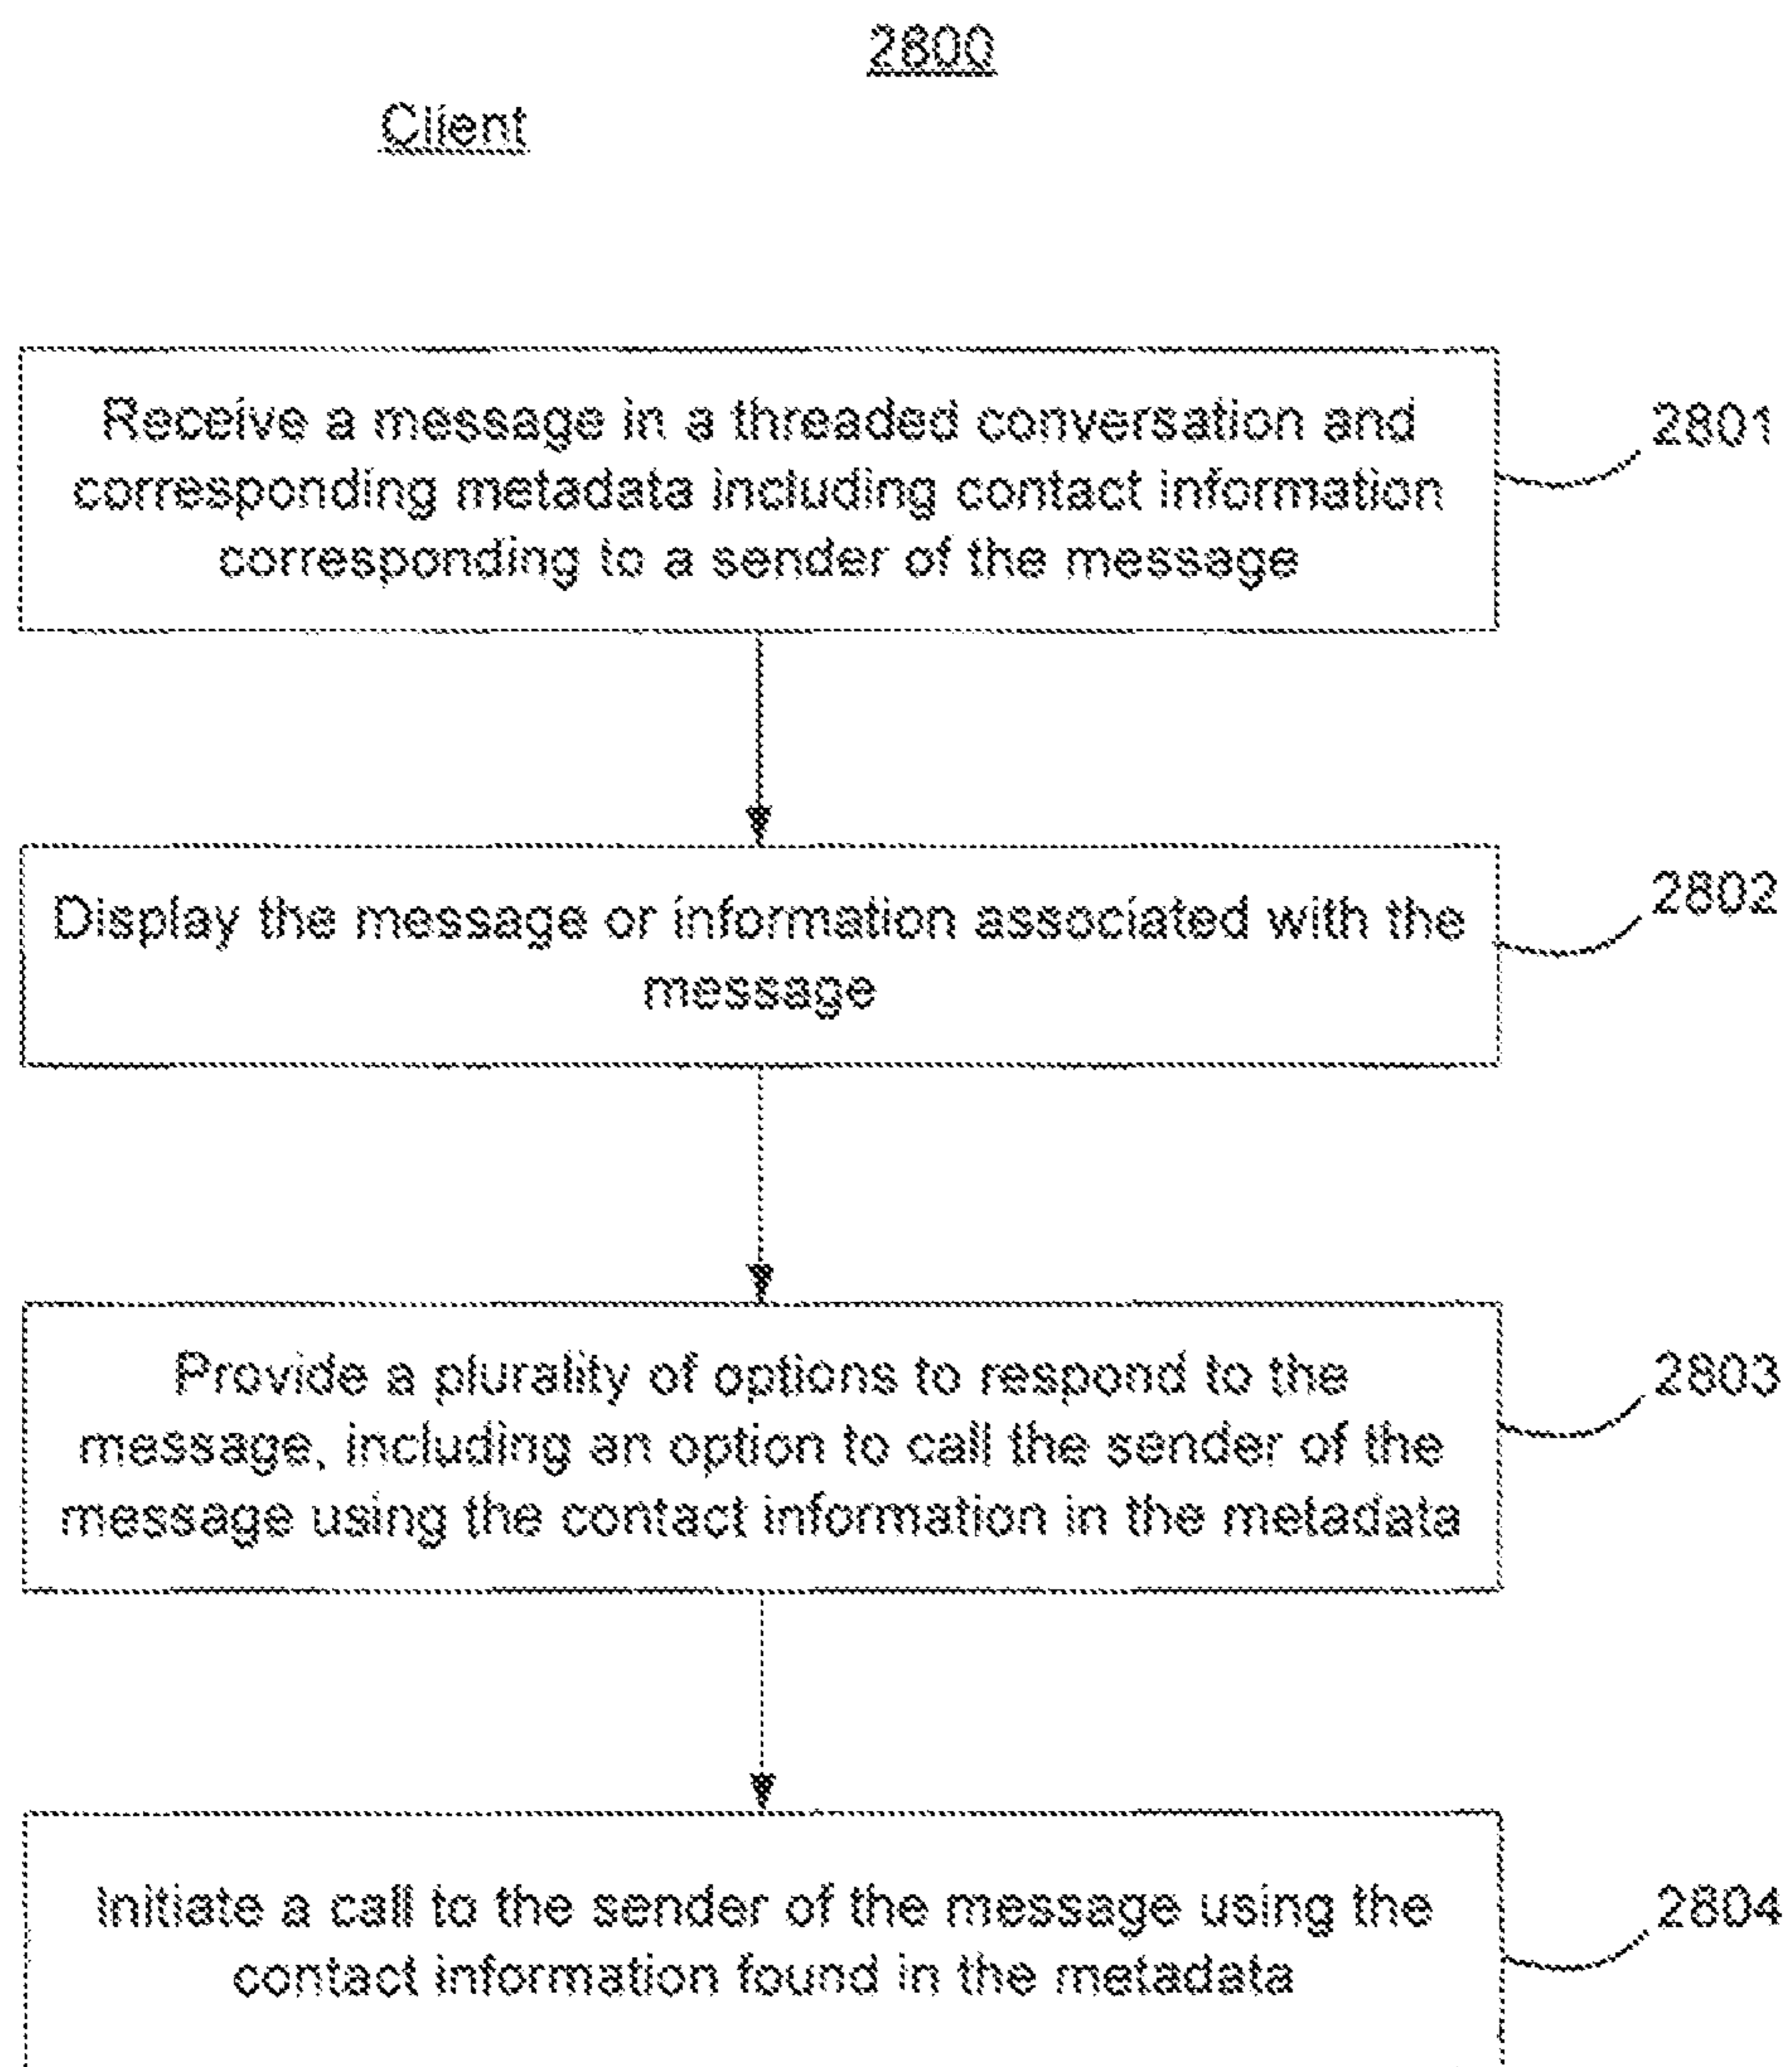 2800
Client
Receive a message in a threaded conversation and
corresponding metadata including contact information
corresponding to a sender of the message
2801
Display the message or information associated with the
message
2802
Provide a plurality of options to respond to the
message, including an option to call the sender of the
message using the contact information in the metadata
2803
Initiate a call to the sender of the message using the
contact information found in the metadata
2804